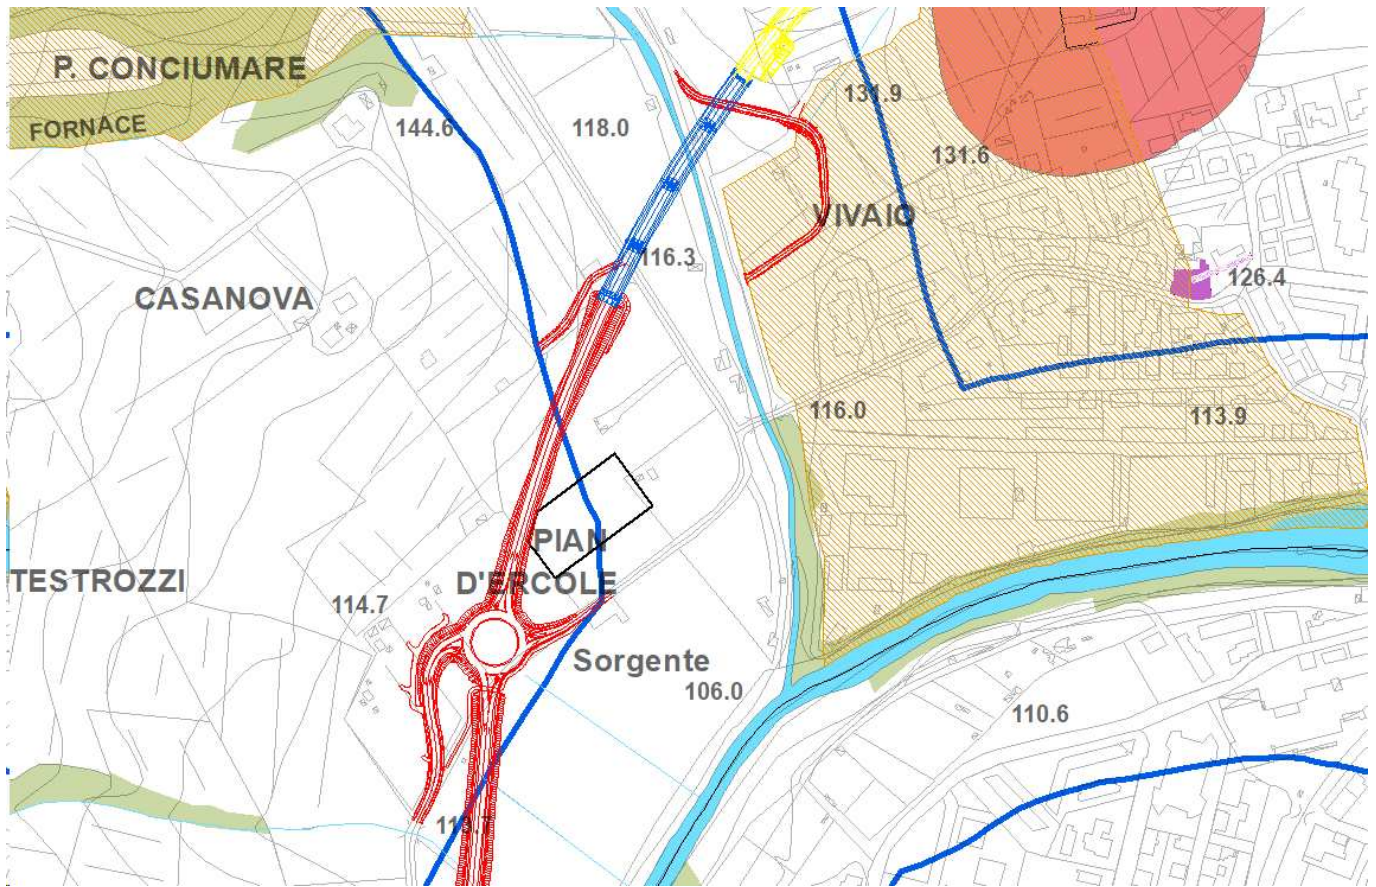 P. CONCIUMARE
131.9
FORNACE
144.6
118.0
131.6
VIVAIO
116.3
126.4
CASANOVA
116.0
113.9
PIAN
D'ERCOLE
TESTROZZI
114.7
Sorgente
106.0
110.6